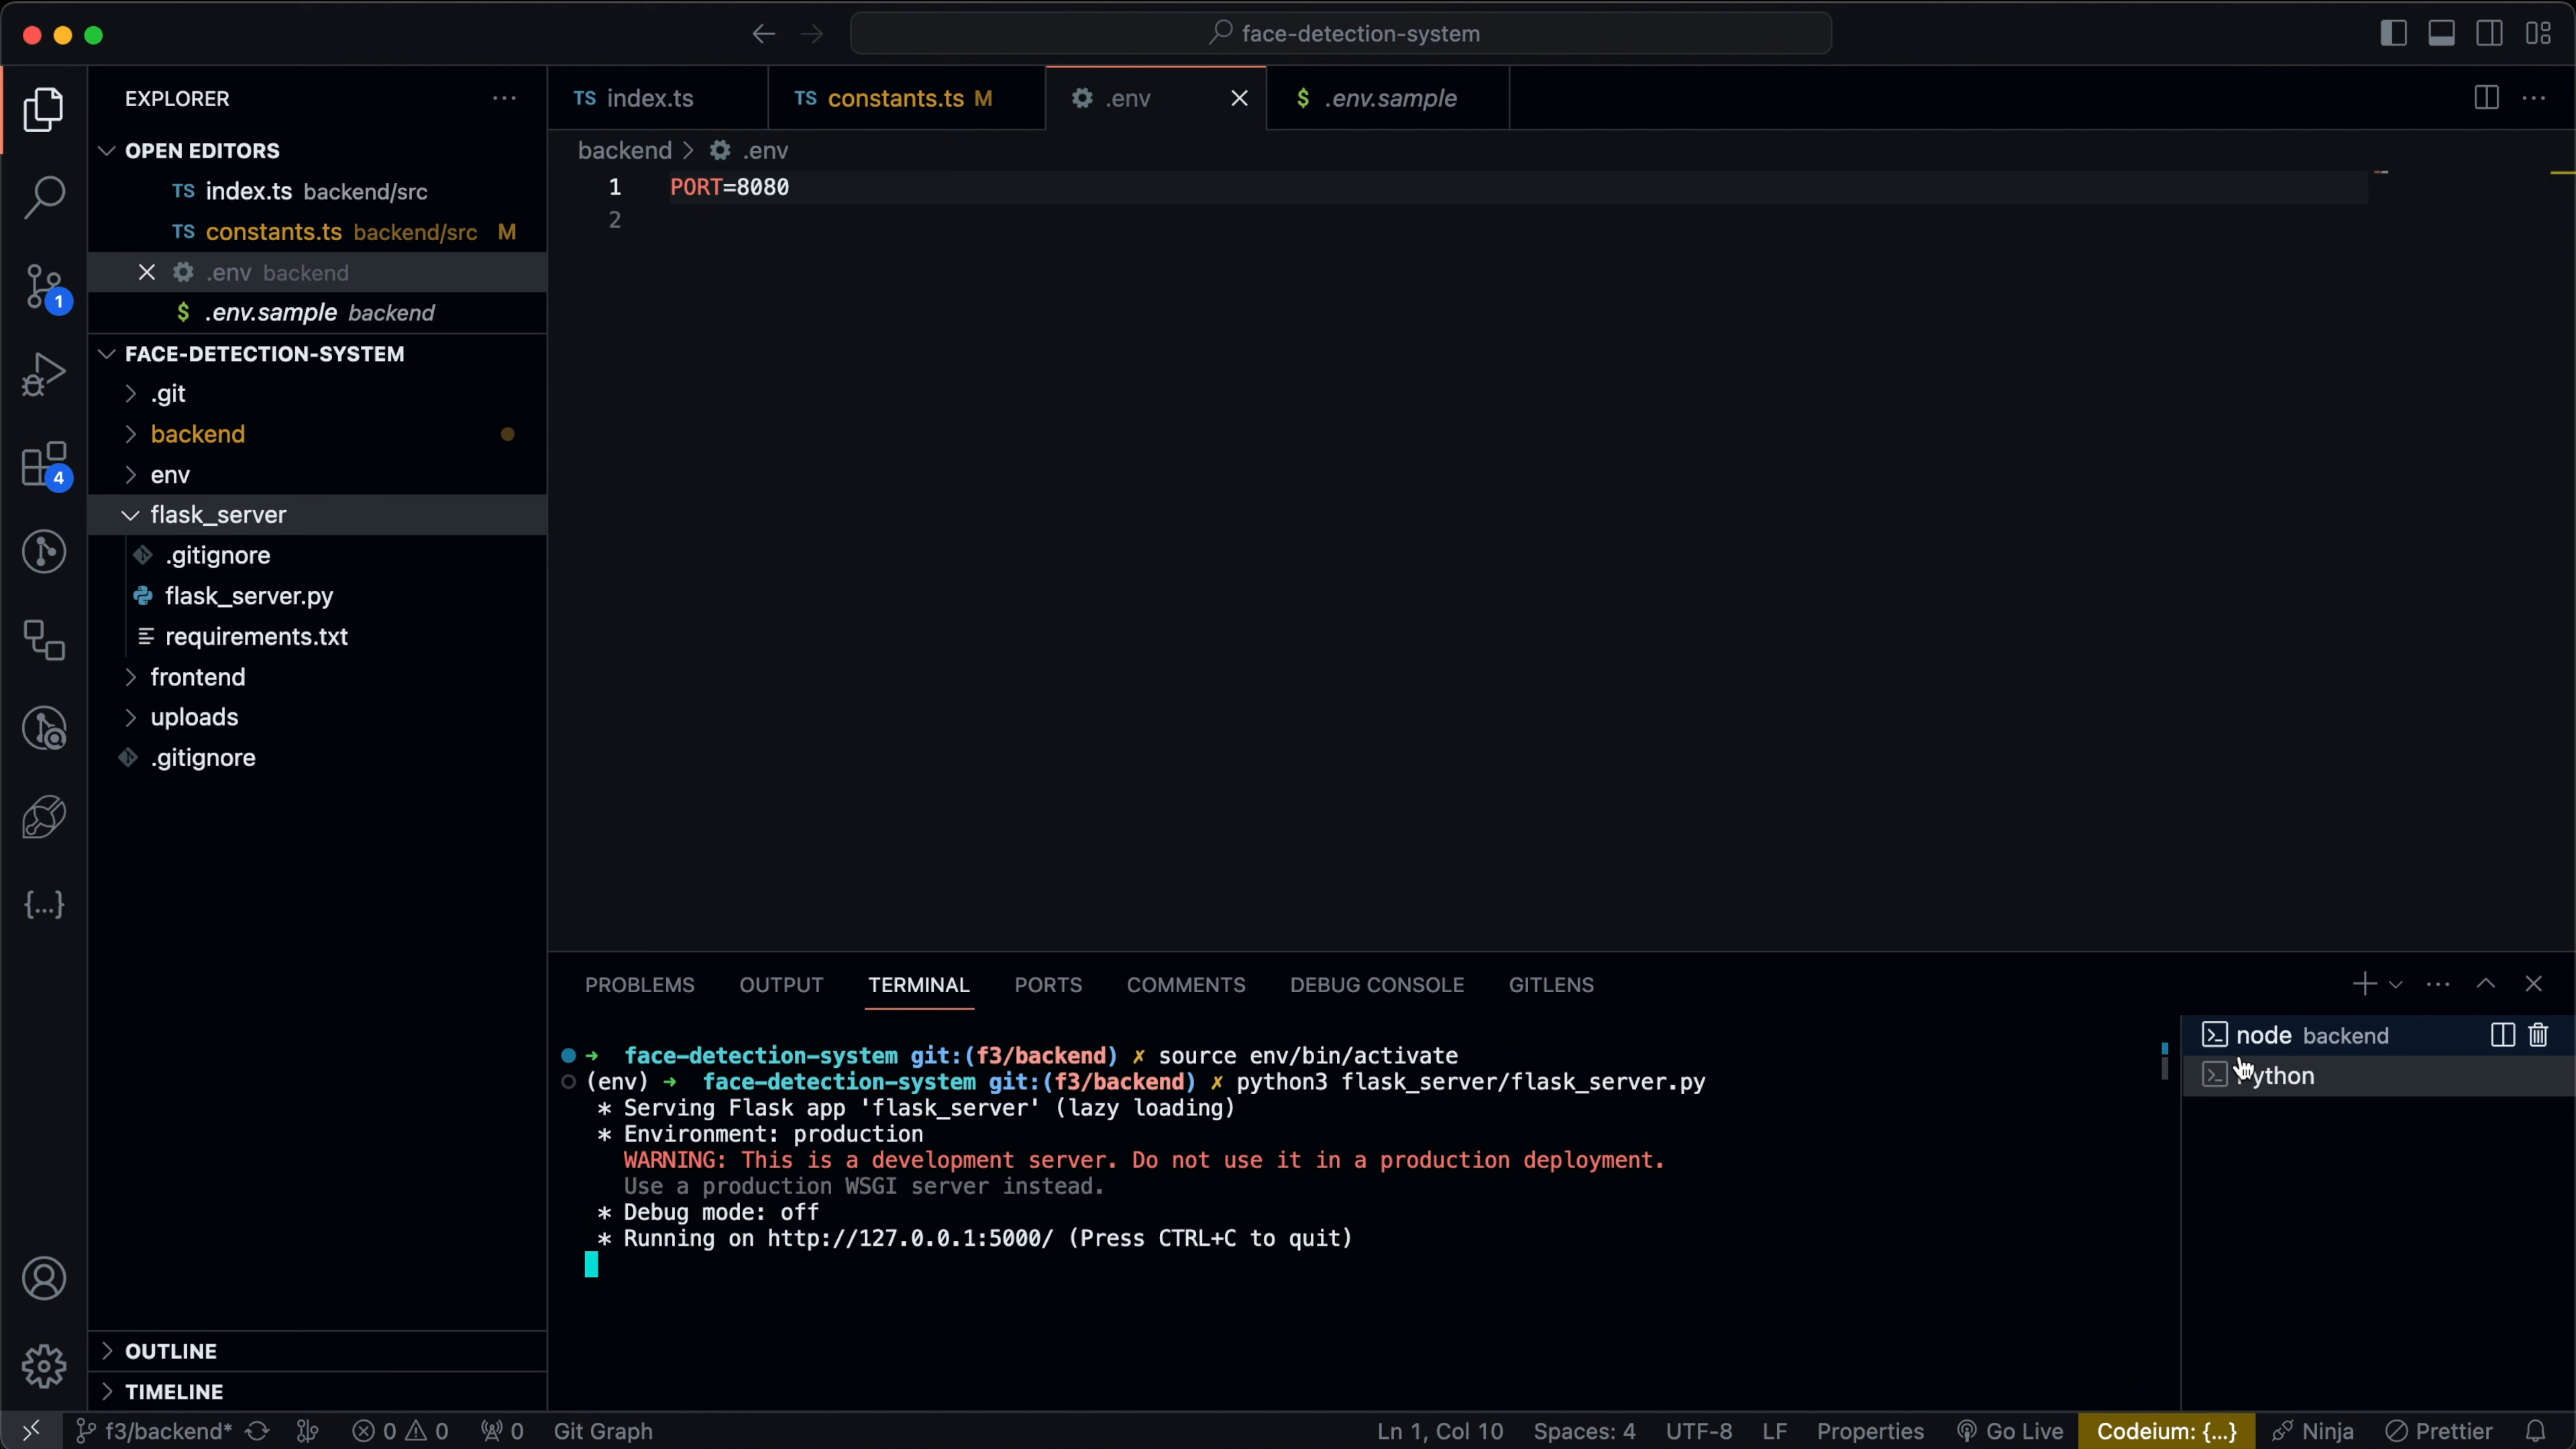 face-detection-system
EXPLORER
OPEN EDITORS
TS index.ts backend/src
TS constants.ts backend/src M
.env backend
$ .env.sample backend
FACE-DETECTION-SYSTEM
.git
backend
env
flask_server
.gitignore
flask_server.py
requirements.txt
frontend
uploads
.gitignore
OUTLINE
TIMELINE
1
4
{...}
TS index.ts
TS constants.ts M
.env
$ .env.sample
backend > .env
1 PORT=8080
2
PROBLEMS OUTPUT TERMINAL PORTS COMMENTS DEBUG CONSOLE GITLENS
➜ face-detection-system git:(f3/backend) ✗ source env/bin/activate
(env) ➜ face-detection-system git:(f3/backend) ✗ python3 flask_server/flask_server.py
* Serving Flask app 'flask_server' (lazy loading)
* Environment: production
WARNING: This is a development server. Do not use it in a production deployment.
Use a production WSGI server instead.
* Debug mode: off
* Running on http://127.0.0.1:5000/ (Press CTRL+C to quit)
node backend
f3/backend* 0 0 0 Git Graph Ln 1, Col 10 Spaces: 4 UTF-8 LF Properties Go Live Codeium: {...} Ninja Prettier